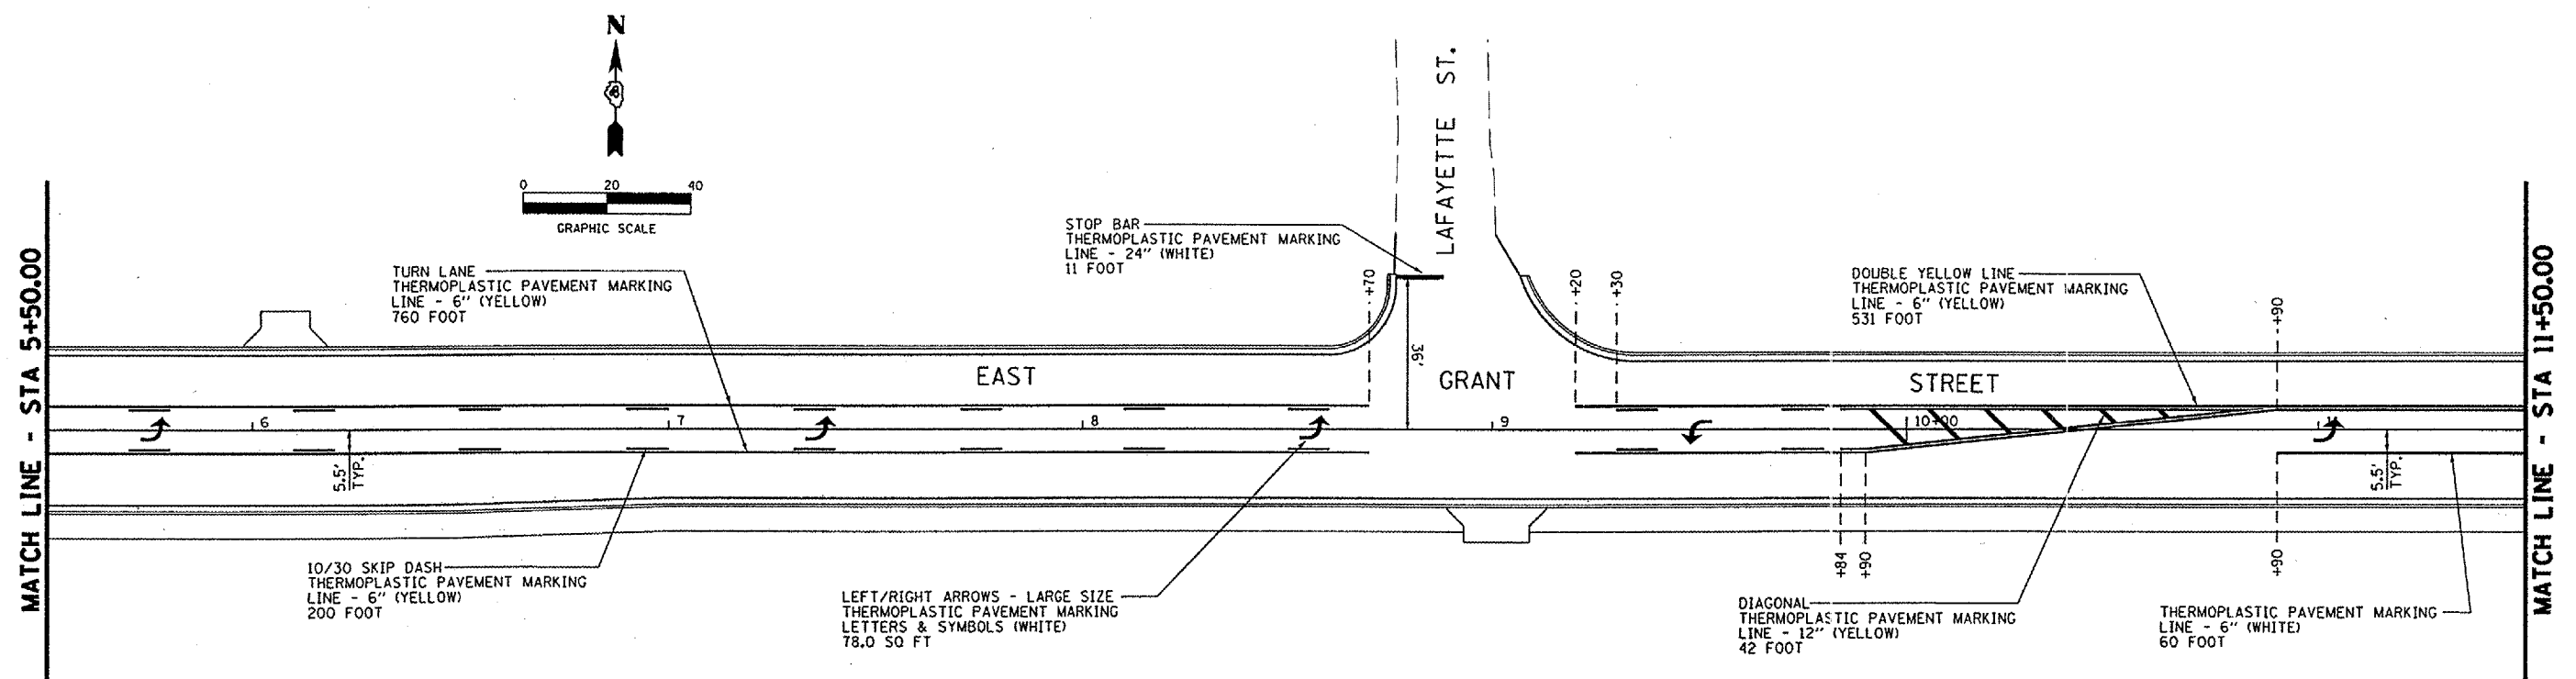 N
0 20 40
GRAPHIC SCALE
LAFAYETTE ST.
MATCH LINE - STA 5+50.00
MATCH LINE - STA 11+50.00
STOP BAR
THERMOPLASTIC PAVEMENT MARKING
LINE - 24" (WHITE)
11 FOOT
TURN LANE
THERMOPLASTIC PAVEMENT MARKING
LINE - 6" (YELLOW)
760 FOOT
DOUBLE YELLOW LINE
THERMOPLASTIC PAVEMENT MARKING
LINE - 6" (YELLOW)
531 FOOT
+70
+20
+30
+90
36'
EAST GRANT STREET
6 7 8 9 10+00
5.5'
TYP.
5.5'
TYP.
+84
+90
+90
10/30 SKIP DASH
THERMOPLASTIC PAVEMENT MARKING
LINE - 6" (YELLOW)
200 FOOT
LEFT/RIGHT ARROWS - LARGE SIZE
THERMOPLASTIC PAVEMENT MARKING
LETTERS & SYMBOLS (WHITE)
78.0 SQ FT
DIAGONAL
THERMOPLASTIC PAVEMENT MARKING
LINE - 12" (YELLOW)
42 FOOT
THERMOPLASTIC PAVEMENT MARKING
LINE - 6" (WHITE)
60 FOOT